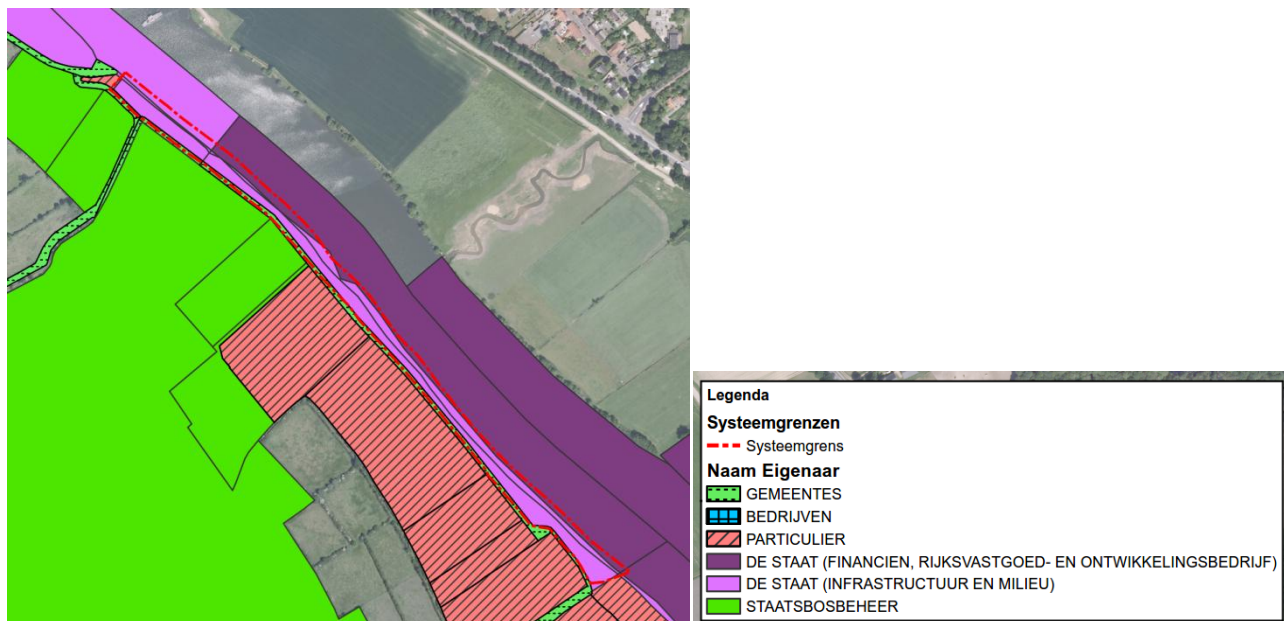 Legenda
Systeemgrenzen
Systeemgrens
Naam Eigenaar
GEMEENTES
BEDRIJVEN
PARTICULIER
DE STAAT (FINANCIEN, RIJKSVASTGOED- EN ONTWIKKELINGSBEDRIJF)
DE STAAT (INFRASTRUCTUUR EN MILIEU)
STAATSBOSBEHEER